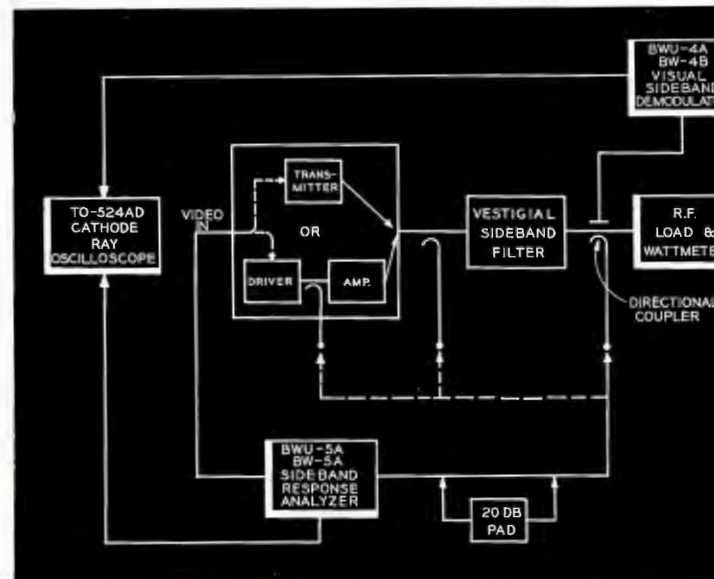 BWU-4A
BW-4B
VISUAL
SIDEBAND
TRANS-
MITTER
TO-524AD
CATHODE
RAY
OSCILLOSCOPE
VIDEO
IN
OR
VESTIGIAL
SIDEBAND
FILTER
R.F.
LOAD &
DRIVER
AMP.
DIRECTIONAL
COUPLER
BWU-5A
BW-5A
SIDEBAND
RESPONSE
ANALYZER
20 DB
PAD